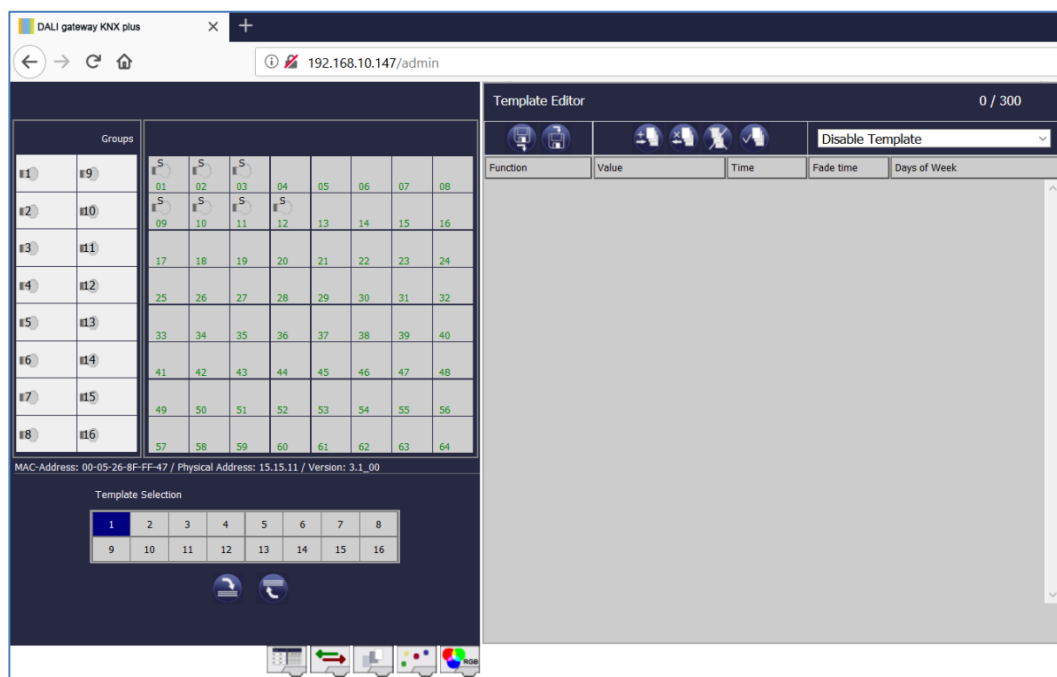 DALI gateway KNX plus
192.168.10.147/admin
Template Editor 0 / 300
Disable Template
Function Value Time Fade time Days of Week
Groups
1 9
2 10
3 11
4 12
5 13
6 14
7 15
8 16
S S S
01 02 03 04 05 06 07 08
S S S S
09 10 11 12 13 14 15 16
17 18 19 20 21 22 23 24
25 26 27 28 29 30 31 32
33 34 35 36 37 38 39 40
41 42 43 44 45 46 47 48
49 50 51 52 53 54 55 56
57 58 59 60 61 62 63 64
MAC-Address: 00-05-26-8F-FF-47 / Physical Address: 15.15.11 / Version: 3.1_00
Template Selection
1 2 3 4 5 6 7 8
9 10 11 12 13 14 15 16
RGB